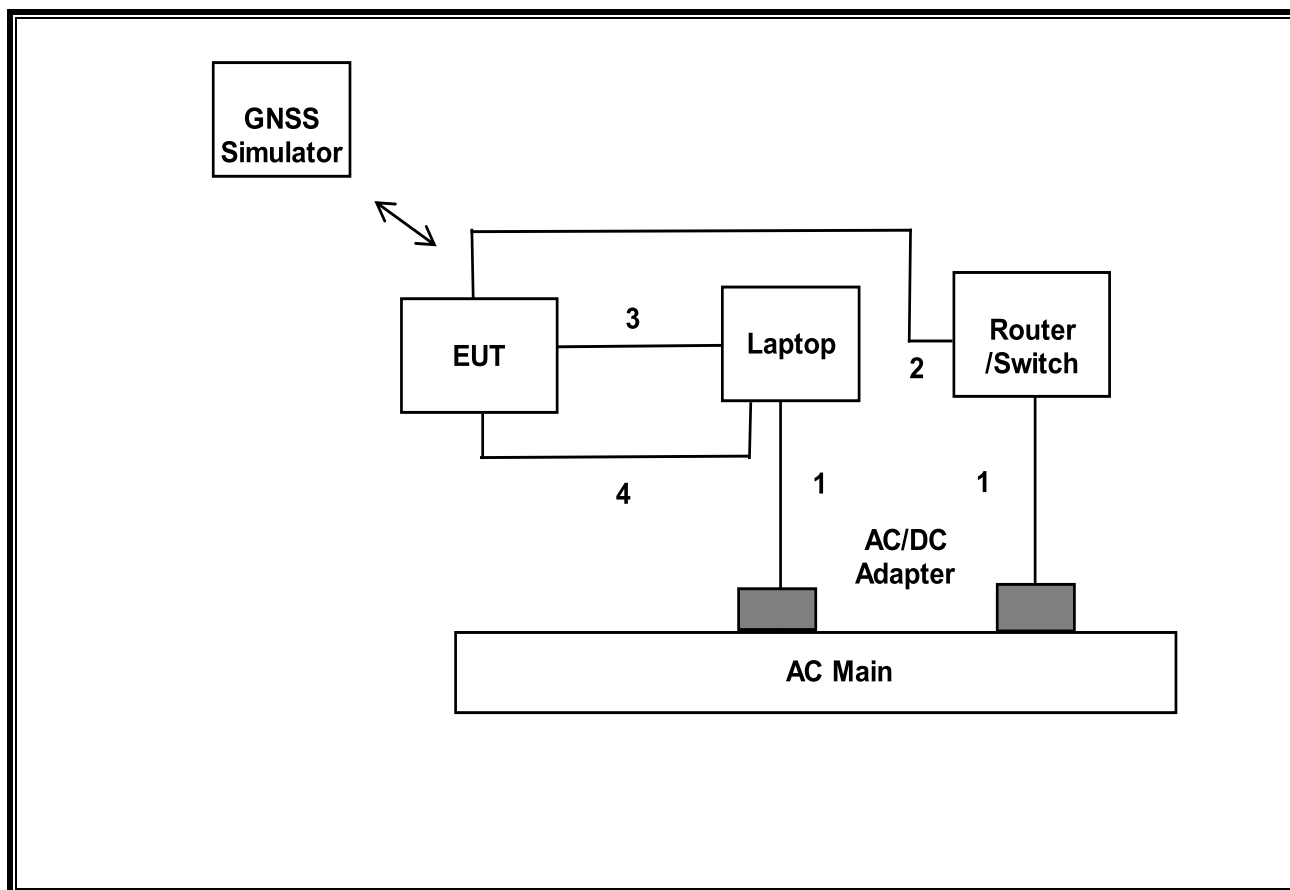 GNSS
Simulator
3
EUT
Laptop
Router
/Switch
2
4
1
1
AC/DC
Adapter
AC Main